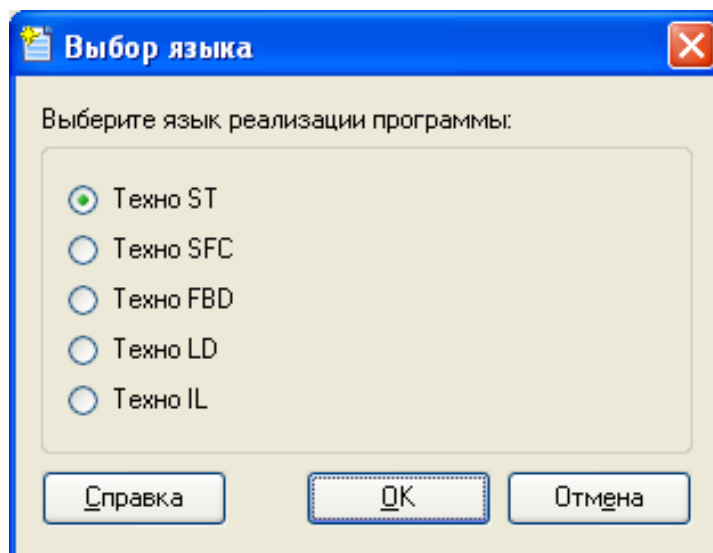 Выбор языка
Выберите язык реализации программы:
Техно ST
Техно SFC
Техно FBD
Техно LD
Техно IL
Справка OK Отмена